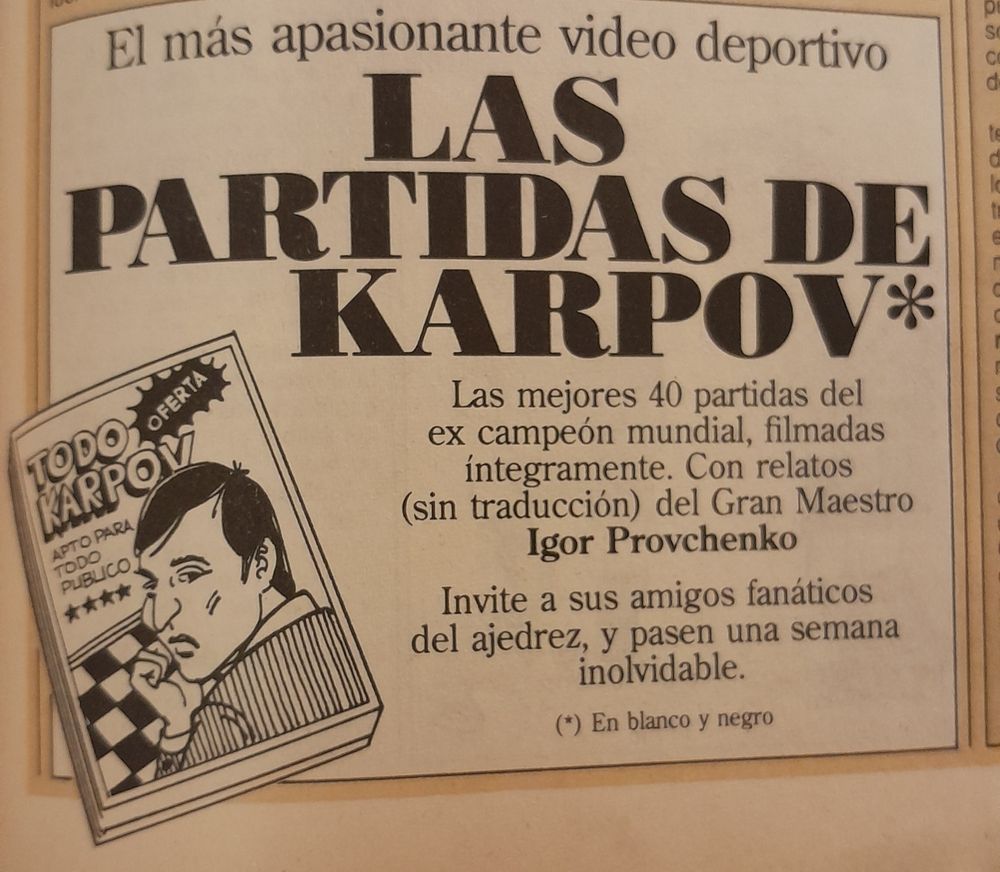 El más apasionante video deportivo
LAS
PARTIDAS DE
KARPOV*
Las mejores 40 partidas del
ex campeón mundial, filmadas
íntegramente. Con relatos
(sin traducción) del Gran Maestro
Igor Provchenko
Invite a sus amigos fanáticos
del ajedrez, y pasen una semana
inolvidable.
(*) En blanco y negro
OFERTA
TODO
KARPOV
APTO PARA
TODO
PUBLICO